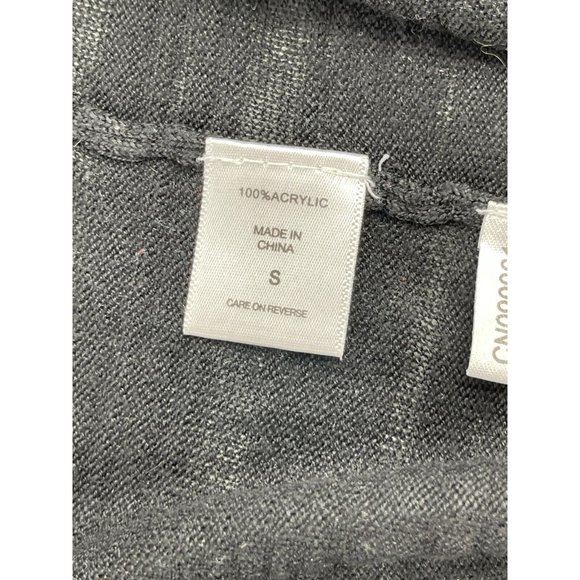 100%ACRYLIC
MADE IN
CHINA
S
CARE ON REVERSE